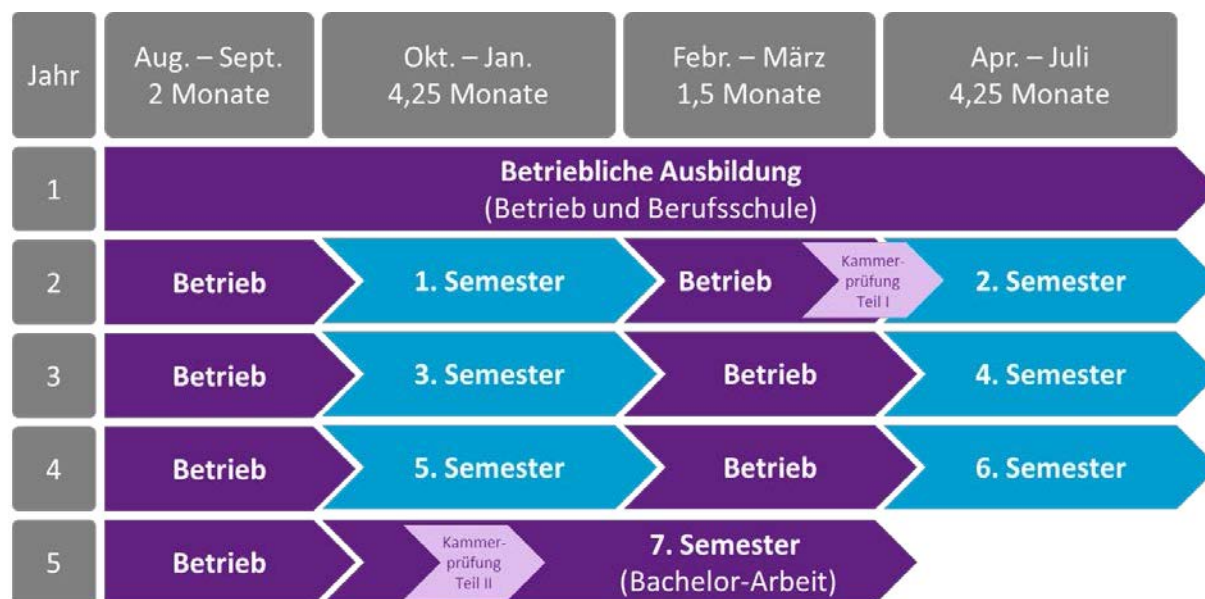 Jahr
Aug. – Sept.
2 Monate
Okt. – Jan.
4,25 Monate
Febr. – März
1,5 Monate
Apr. – Juli
4,25 Monate
1
Betriebliche Ausbildung
(Betrieb und Berufsschule)
2
Betrieb
1. Semester
Betrieb
Kammer-
prüfung
Teil I
2. Semester
3
Betrieb
3. Semester
Betrieb
4. Semester
4
Betrieb
5. Semester
Betrieb
6. Semester
5
Betrieb
Kammer-
prüfung
Teil II
7. Semester
(Bachelor-Arbeit)